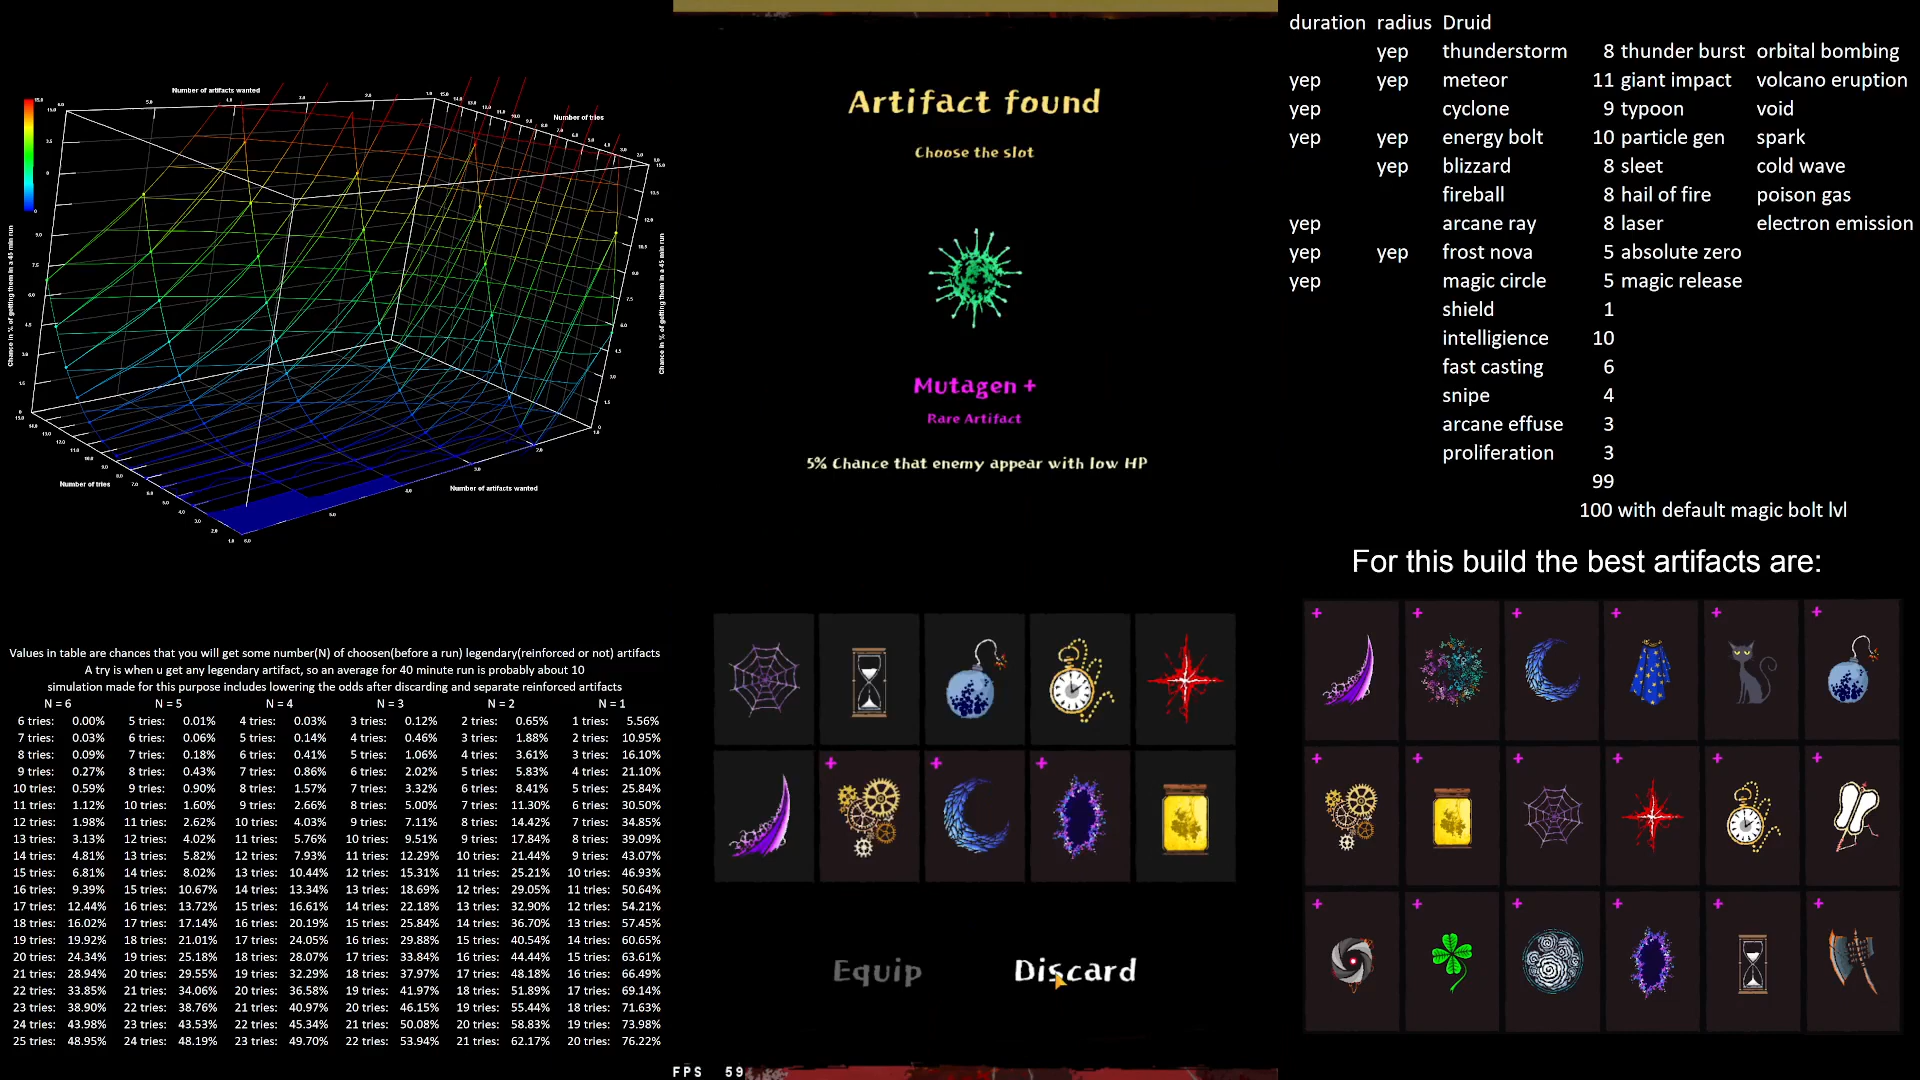 Number of artifacts wanted
Number of tries
Chance in % of getting them in a 45 min run
Chance in % of getting them in a 45 min run
Number of tries
Number of artifacts wanted
Values in table are chances that you will get some number(N) of choosen(before a run) legendary(reinforced or not) artifacts
A try is when u get any legendary artifact, so an average for 40 minute run is probably about 10
simulation made for this purpose includes lowering the odds after discarding and separate reinforced artifacts
N = 6 N = 5 N = 4 N = 3 N = 2 N = 1
6 tries: 0.00% 5 tries: 0.01% 4 tries: 0.03% 3 tries: 0.12% 2 tries: 0.65% 1 tries: 5.56%
7 tries: 0.03% 6 tries: 0.06% 5 tries: 0.14% 4 tries: 0.46% 3 tries: 1.88% 2 tries: 10.95%
8 tries: 0.09% 7 tries: 0.18% 6 tries: 0.41% 5 tries: 1.06% 4 tries: 3.61% 3 tries: 16.10%
9 tries: 0.27% 8 tries: 0.43% 7 tries: 0.86% 6 tries: 2.02% 5 tries: 5.83% 4 tries: 21.10%
10 tries: 0.59% 9 tries: 0.90% 8 tries: 1.57% 7 tries: 3.32% 6 tries: 8.41% 5 tries: 25.84%
11 tries: 1.12% 10 tries: 1.60% 9 tries: 2.66% 8 tries: 5.00% 7 tries: 11.30% 6 tries: 30.50%
12 tries: 1.98% 11 tries: 2.62% 10 tries: 4.03% 9 tries: 7.11% 8 tries: 14.42% 7 tries: 34.85%
13 tries: 3.13% 12 tries: 4.02% 11 tries: 5.76% 10 tries: 9.51% 9 tries: 17.84% 8 tries: 39.09%
14 tries: 4.81% 13 tries: 5.82% 12 tries: 7.93% 11 tries: 12.29% 10 tries: 21.44% 9 tries: 43.07%
15 tries: 6.81% 14 tries: 8.02% 13 tries: 10.44% 12 tries: 15.31% 11 tries: 25.21% 10 tries: 46.93%
16 tries: 9.39% 15 tries: 10.67% 14 tries: 13.34% 13 tries: 18.69% 12 tries: 29.05% 11 tries: 50.64%
17 tries: 12.44% 16 tries: 13.72% 15 tries: 16.61% 14 tries: 22.18% 13 tries: 32.90% 12 tries: 54.21%
18 tries: 16.02% 17 tries: 17.14% 16 tries: 20.19% 15 tries: 25.84% 14 tries: 36.70% 13 tries: 57.45%
19 tries: 19.92% 18 tries: 21.01% 17 tries: 24.05% 16 tries: 29.88% 15 tries: 40.54% 14 tries: 60.65%
20 tries: 24.34% 19 tries: 25.18% 18 tries: 28.07% 17 tries: 33.84% 16 tries: 44.44% 15 tries: 63.61%
21 tries: 28.94% 20 tries: 29.55% 19 tries: 32.29% 18 tries: 37.97% 17 tries: 48.18% 16 tries: 66.49%
22 tries: 33.85% 21 tries: 34.06% 20 tries: 36.58% 19 tries: 41.97% 18 tries: 51.89% 17 tries: 69.14%
23 tries: 38.90% 22 tries: 38.76% 21 tries: 40.97% 20 tries: 46.15% 19 tries: 55.44% 18 tries: 71.63%
24 tries: 43.98% 23 tries: 43.53% 22 tries: 45.34% 21 tries: 50.08% 20 tries: 58.83% 19 tries: 73.98%
25 tries: 48.95% 24 tries: 48.19% 23 tries: 49.70% 22 tries: 53.94% 21 tries: 62.17% 20 tries: 76.22%
Artifact found
Choose the slot
Mutagen +
Rare Artifact
5% Chance that enemy appear with low HP
Equip Discard
FPS 59
duration radius Druid
yep thunderstorm 8 thunder burst orbital bombing
yep yep meteor 11 giant impact volcano eruption
yep cyclone 9 typoon void
yep yep energy bolt 10 particle gen spark
yep blizzard 8 sleet cold wave
fireball 8 hail of fire poison gas
yep arcane ray 8 laser electron emission
yep yep frost nova 5 absolute zero
yep magic circle 5 magic release
shield 1
intelligience 10
fast casting 6
snipe 4
arcane effuse 3
proliferation 3
99
100 with default magic bolt lvl
For this build the best artifacts are: